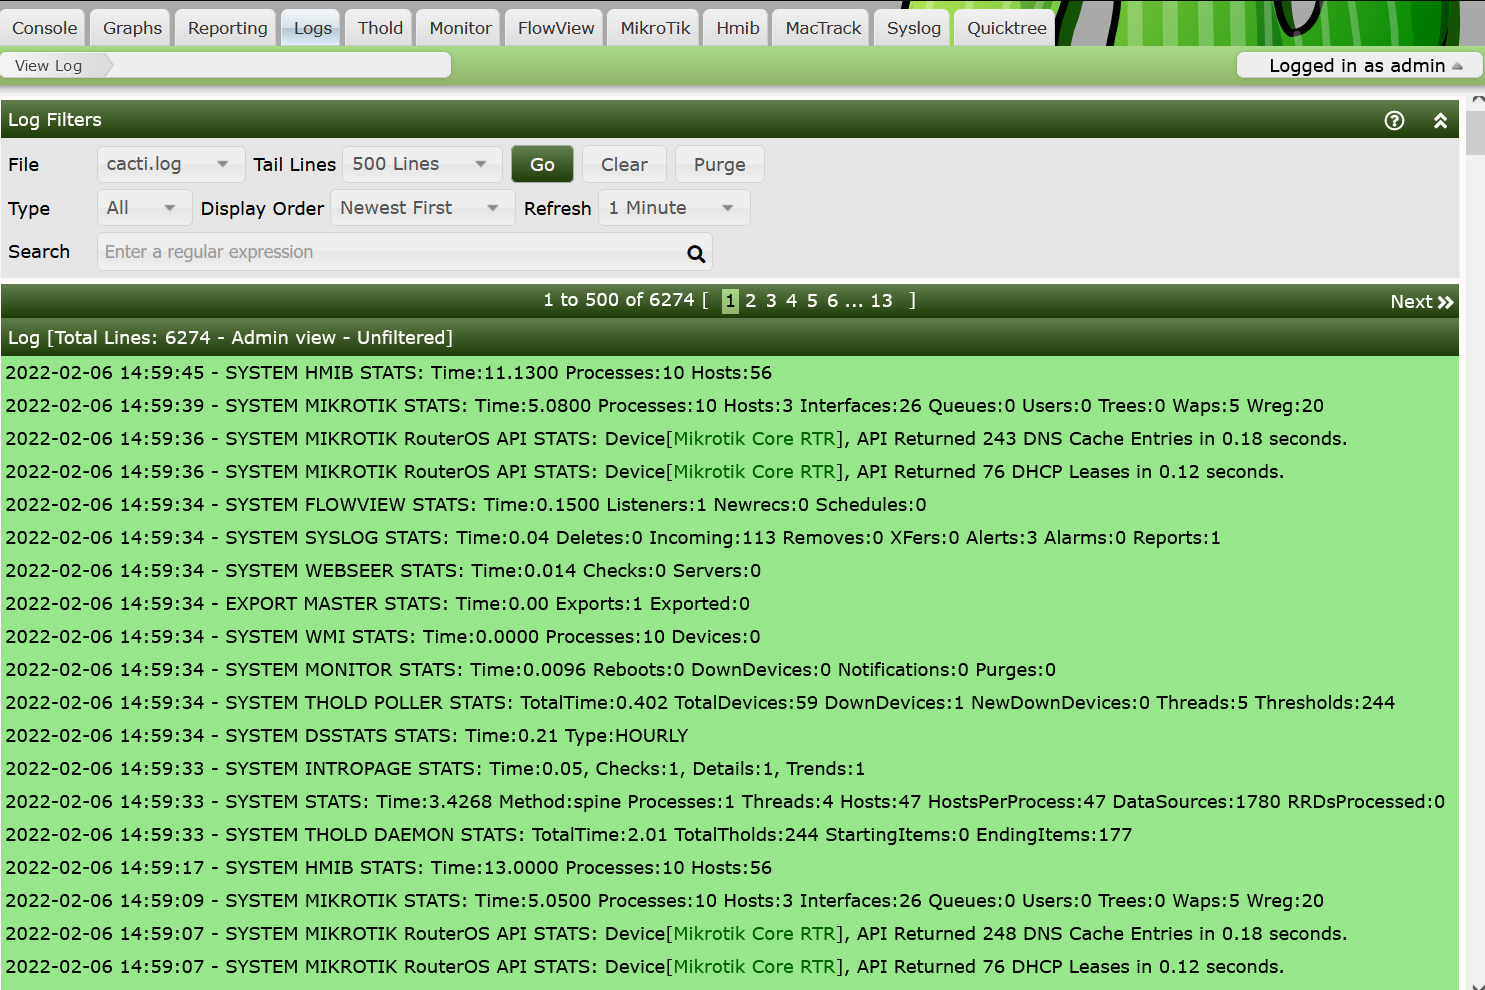 Console Graphs Reporting Logs Thold Monitor FlowView MikroTik Hmib MacTrack Syslog Quicktree
View Log Logged in as admin
Log Filters
File cacti.log Tail Lines 500 Lines Go Clear Purge
Type All Display Order Newest First Refresh 1 Minute
Search Enter a regular expression
1 to 500 of 6274 [ 1 2 3 4 5 6 ... 13 ] Next
Log [Total Lines: 6274 - Admin view - Unfiltered]
2022-02-06 14:59:45 - SYSTEM HMIB STATS: Time:11.1300 Processes:10 Hosts:56
2022-02-06 14:59:39 - SYSTEM MIKROTIK STATS: Time:5.0800 Processes:10 Hosts:3 Interfaces:26 Queues:0 Users:0 Trees:0 Waps:5 Wreg:20
2022-02-06 14:59:36 - SYSTEM MIKROTIK RouterOS API STATS: Device[Mikrotik Core RTR], API Returned 243 DNS Cache Entries in 0.18 seconds.
2022-02-06 14:59:36 - SYSTEM MIKROTIK RouterOS API STATS: Device[Mikrotik Core RTR], API Returned 76 DHCP Leases in 0.12 seconds.
2022-02-06 14:59:34 - SYSTEM FLOWVIEW STATS: Time:0.1500 Listeners:1 Newrecs:0 Schedules:0
2022-02-06 14:59:34 - SYSTEM SYSLOG STATS: Time:0.04 Deletes:0 Incoming:113 Removes:0 XFers:0 Alerts:3 Alarms:0 Reports:1
2022-02-06 14:59:34 - SYSTEM WEBSEER STATS: Time:0.014 Checks:0 Servers:0
2022-02-06 14:59:34 - EXPORT MASTER STATS: Time:0.00 Exports:1 Exported:0
2022-02-06 14:59:34 - SYSTEM WMI STATS: Time:0.0000 Processes:10 Devices:0
2022-02-06 14:59:34 - SYSTEM MONITOR STATS: Time:0.0096 Reboots:0 DownDevices:0 Notifications:0 Purges:0
2022-02-06 14:59:34 - SYSTEM THOLD POLLER STATS: TotalTime:0.402 TotalDevices:59 DownDevices:1 NewDownDevices:0 Threads:5 Thresholds:244
2022-02-06 14:59:34 - SYSTEM DSSTATS STATS: Time:0.21 Type:HOURLY
2022-02-06 14:59:33 - SYSTEM INTROPAGE STATS: Time:0.05, Checks:1, Details:1, Trends:1
2022-02-06 14:59:33 - SYSTEM STATS: Time:3.4268 Method:spine Processes:1 Threads:4 Hosts:47 HostsPerProcess:47 DataSources:1780 RRDsProcessed:0
2022-02-06 14:59:33 - SYSTEM THOLD DAEMON STATS: TotalTime:2.01 TotalTholds:244 StartingItems:0 EndingItems:177
2022-02-06 14:59:17 - SYSTEM HMIB STATS: Time:13.0000 Processes:10 Hosts:56
2022-02-06 14:59:09 - SYSTEM MIKROTIK STATS: Time:5.0500 Processes:10 Hosts:3 Interfaces:26 Queues:0 Users:0 Trees:0 Waps:5 Wreg:20
2022-02-06 14:59:07 - SYSTEM MIKROTIK RouterOS API STATS: Device[Mikrotik Core RTR], API Returned 248 DNS Cache Entries in 0.18 seconds.
2022-02-06 14:59:07 - SYSTEM MIKROTIK RouterOS API STATS: Device[Mikrotik Core RTR], API Returned 76 DHCP Leases in 0.12 seconds.